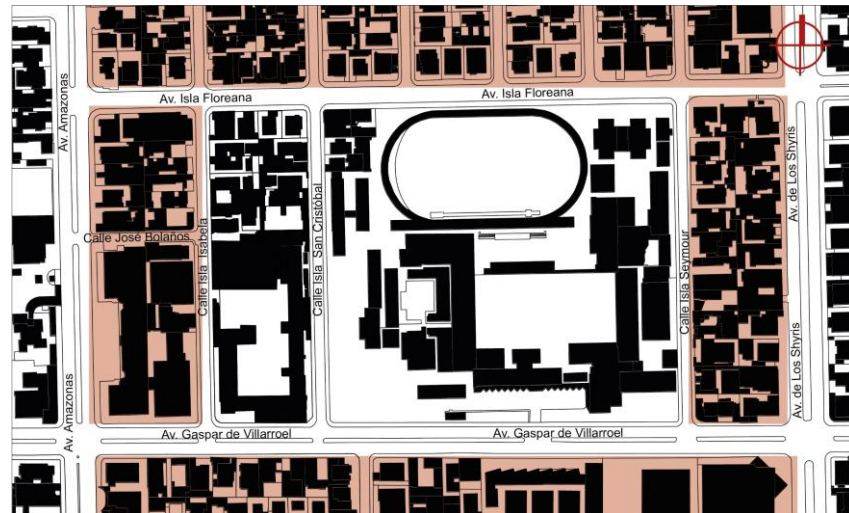 Av. Amazonas
Av. Isla Floreana
Av. Isla Floreana
Calle José Bolaños
Calle Isla Isabela
Calle Isla San Cristóbal
Calle Isla Seymour
Av. de Los Shyris
Av. de Los Shyris
Av. Amazonas
Av. Gaspar de Villarroel
Av. Gaspar de Villarroel